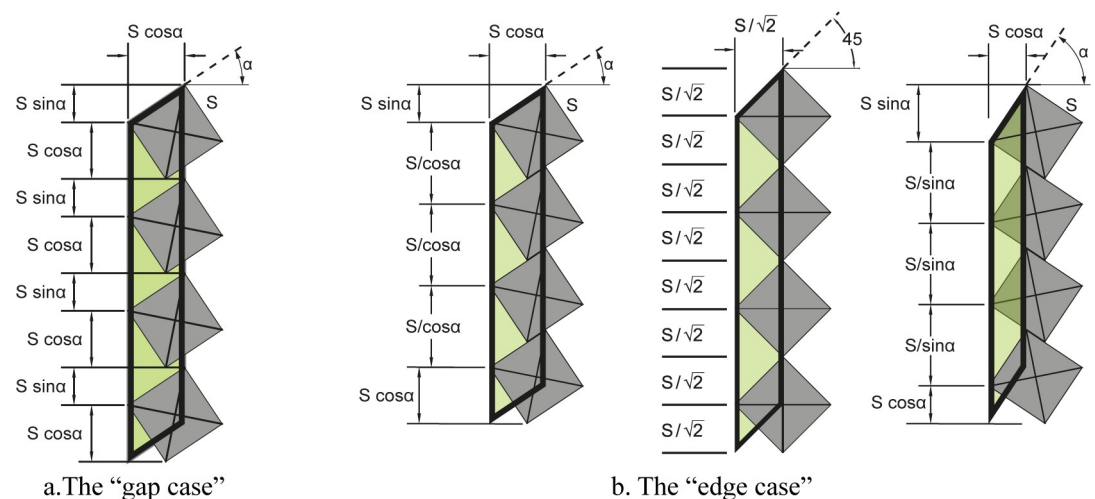 S cosα
α
S
S sinα
S cosα
S sinα
S cosα
S sinα
S cosα
S sinα
S cosα
a.The “gap case”
S cosα
α
S
S sinα
S/cosα
S/cosα
S/cosα
S cosα
S/√2
45
S/√2
S/√2
S/√2
S/√2
S/√2
S/√2
S/√2
S/√2
S cosα
α
S sinα
S/sinα
S/sinα
S/sinα
S cosα
b. The “edge case”